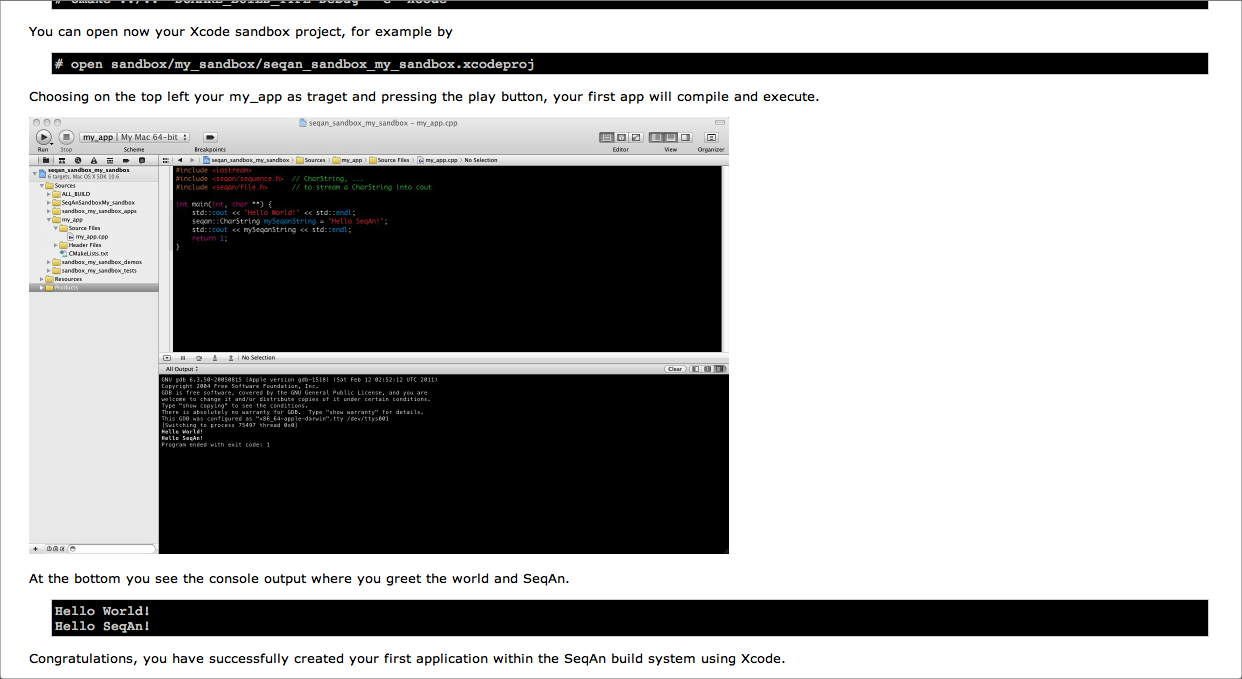 # cmake ../.. -DCMAKE_BUILD_TYPE=Debug -G "Xcode"
You can open now your Xcode sandbox project, for example by
# open sandbox/my_sandbox/seqan_sandbox_my_sandbox.xcodeproj
Choosing on the top left your my_app as traget and pressing the play button, your first app will compile and execute.
seqan_sandbox_my_sandbox – my_app.cpp
my_app | My Mac 64-bit
Run Stop Scheme Breakpoints Editor View Organizer
seqan_sandbox_my_sandbox Sources my_app Source Files my_app.cpp No Selection
seqan_sandbox_my_sandbox
6 targets, Mac OS X SDK 10.6
Sources
ALL_BUILD
SeqAnSandboxMy_sandbox
sandbox_my_sandbox_apps
my_app
Source Files
my_app.cpp
Header Files
CMakeLists.txt
sandbox_my_sandbox_demos
sandbox_my_sandbox_tests
Resources
Products
#include <iostream>
#include <seqan/sequence.h> // CharString, ...
#include <seqan/file.h> // to stream a CharString into cout
int main(int, char **) {
std::cout << "Hello World!" << std::endl;
seqan::CharString mySeqanString = "Hello SeqAn!";
std::cout << mySeqanString << std::endl;
return 1;
}
No Selection
All Output Clear
GNU gdb 6.3.50-20050815 (Apple version gdb-1518) (Sat Feb 12 02:52:12 UTC 2011)
Copyright 2004 Free Software Foundation, Inc.
GDB is free software, covered by the GNU General Public License, and you are
welcome to change it and/or distribute copies of it under certain conditions.
Type "show copying" to see the conditions.
There is absolutely no warranty for GDB. Type "show warranty" for details.
This GDB was configured as "x86_64-apple-darwin".tty /dev/ttys001
[Switching to process 75497 thread 0x0]
Hello World!
Hello SeqAn!
Program ended with exit code: 1
At the bottom you see the console output where you greet the world and SeqAn.
Hello World!
Hello SeqAn!
Congratulations, you have successfully created your first application within the SeqAn build system using Xcode.